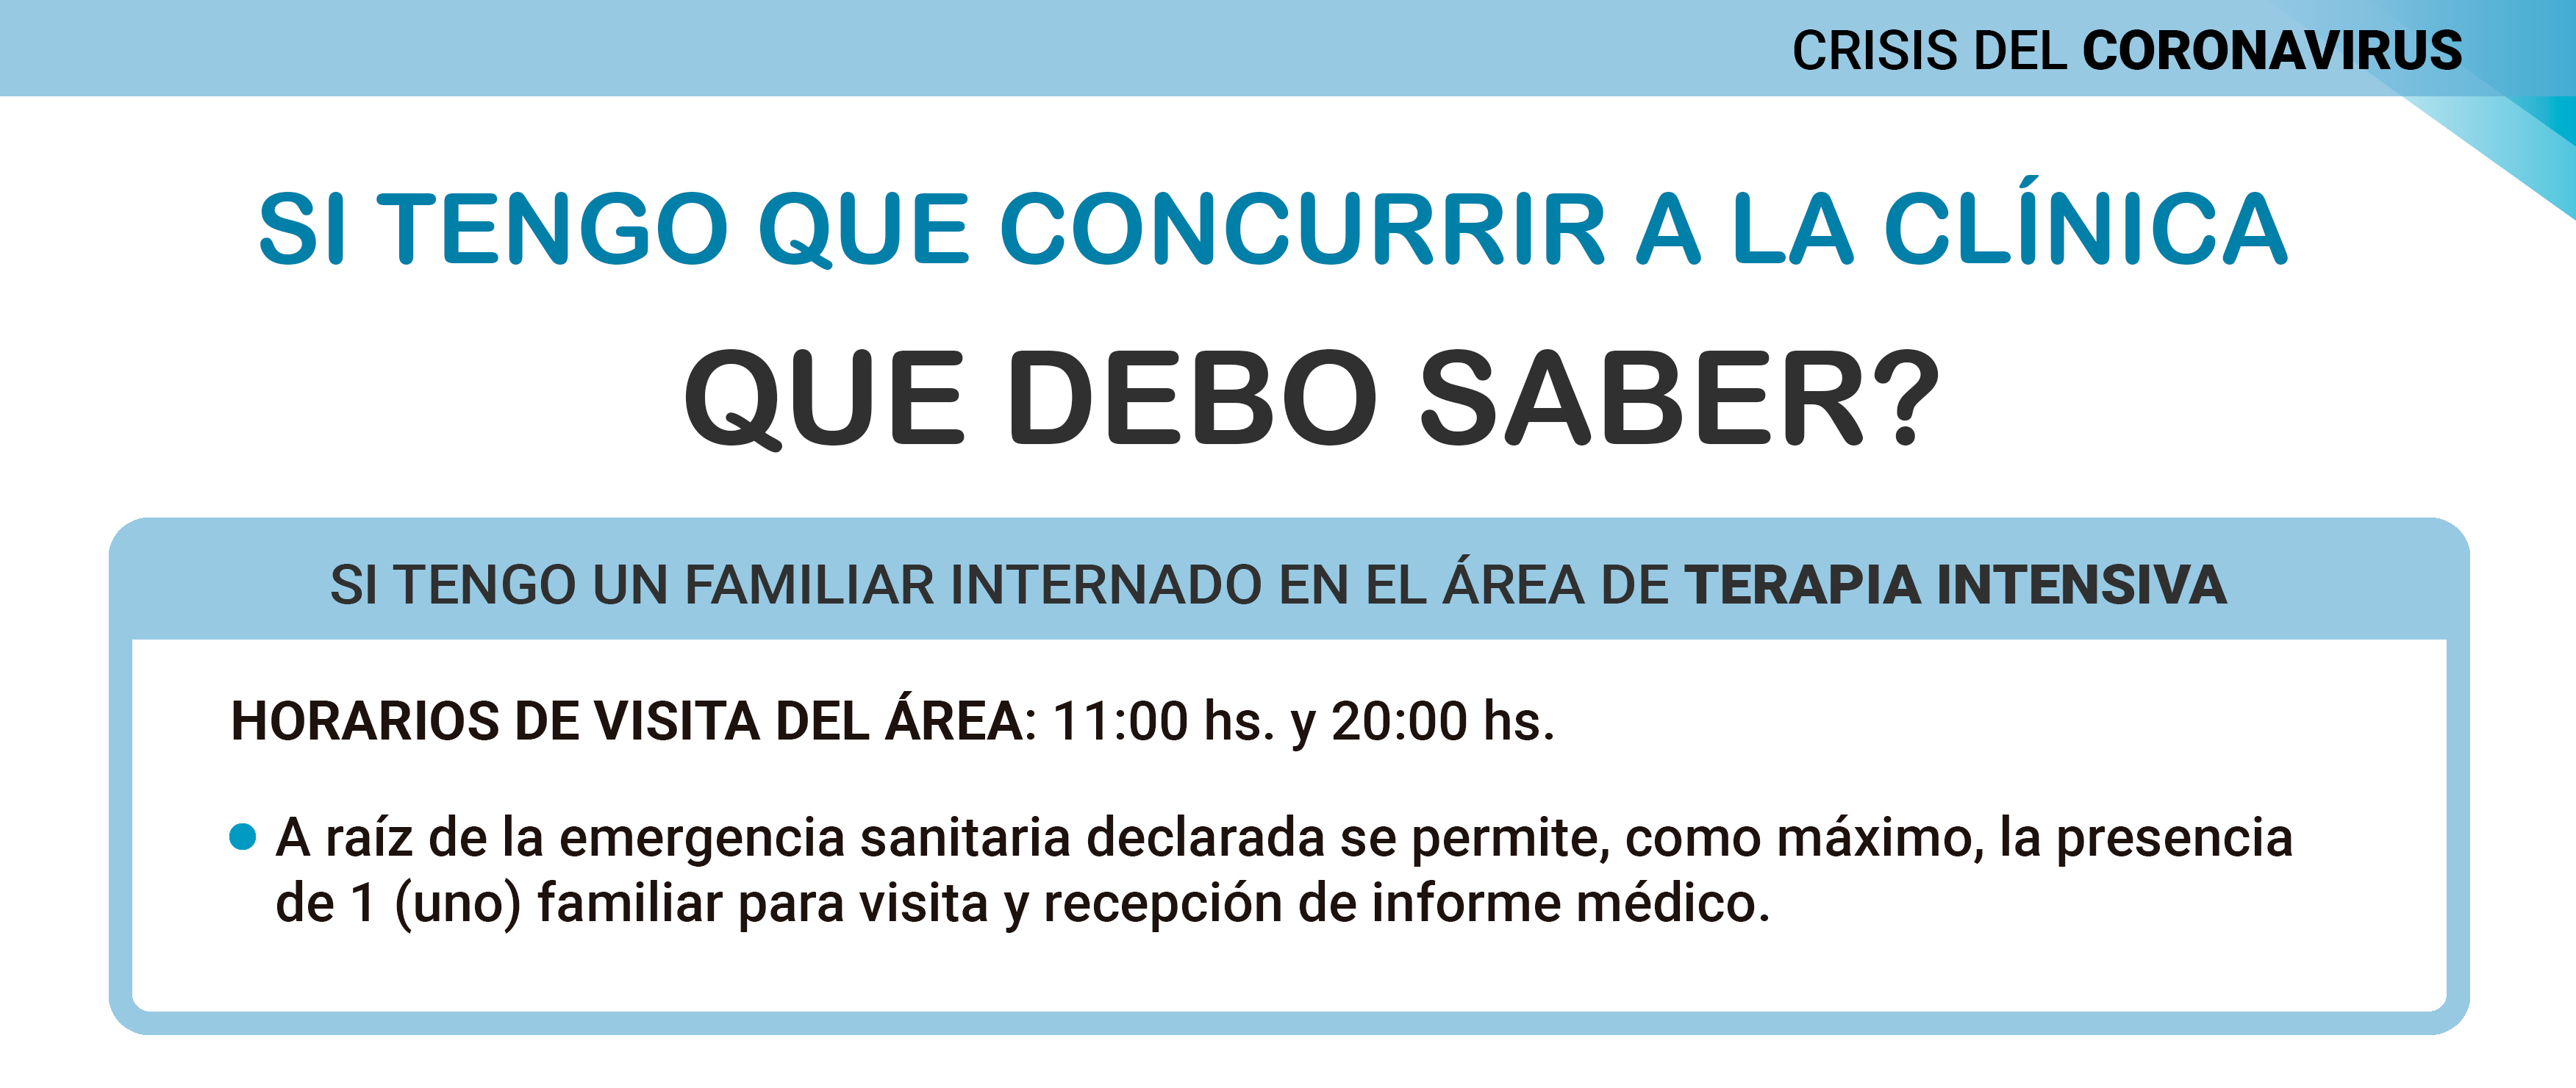 CRISIS DEL CORONAVIRUS
SI TENGO QUE CONCURRIR A LA CLÍNICA
QUE DEBO SABER?
SI TENGO UN FAMILIAR INTERNADO EN EL ÁREA DE TERAPIA INTENSIVA
HORARIOS DE VISITA DEL ÁREA: 11:00 hs. y 20:00 hs.
• A raíz de la emergencia sanitaria declarada se permite, como máximo, la presencia
de 1 (uno) familiar para visita y recepción de informe médico.